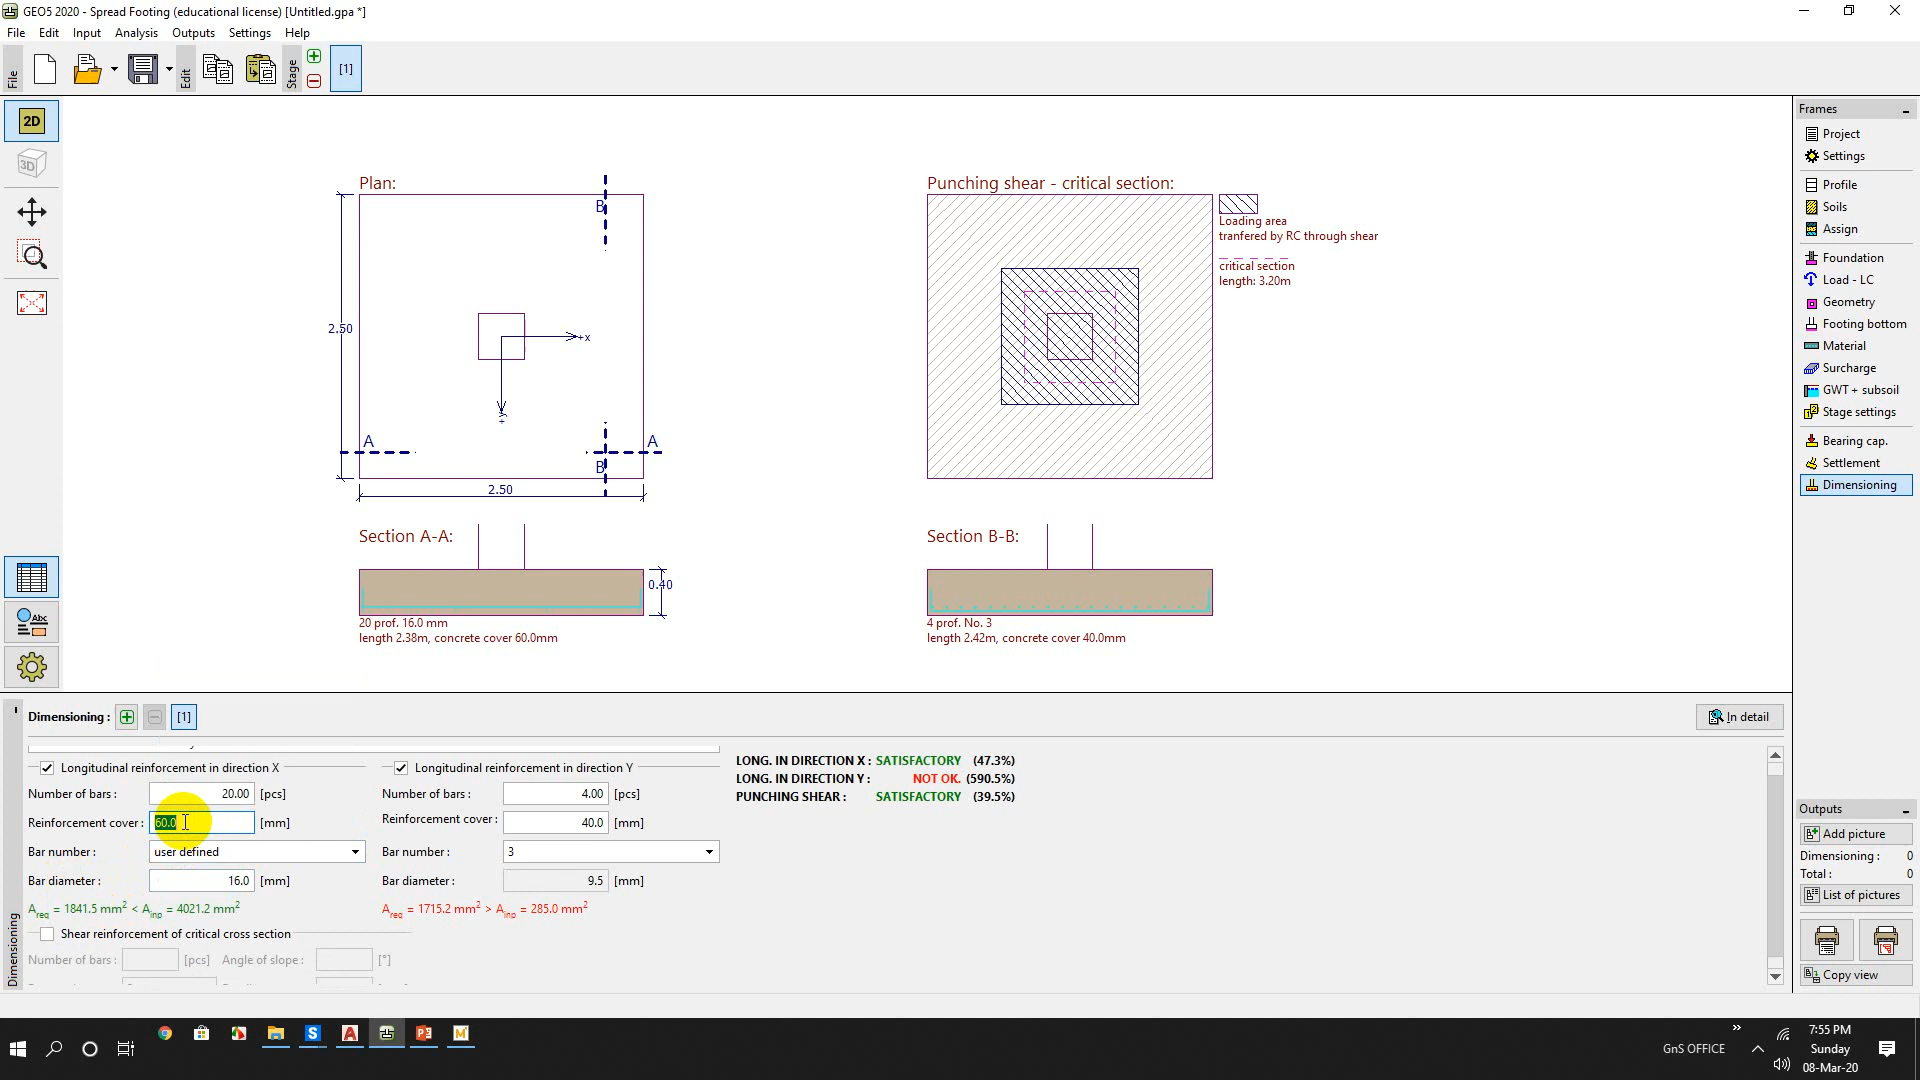 GEO5 2020 - Spread Footing (educational license) [Untitled.gpa *]
File Edit Input Analysis Outputs Settings Help
File
Edit
Stage
[1]
2D
3D
Plan:
B
2.50
+x
+y
A
A
B
2.50
Section A-A:
0.40
20 prof. 16.0 mm
length 2.38m, concrete cover 60.0mm
Punching shear - critical section:
Loading area
tranfered by RC through shear
critical section
length: 3.20m
Section B-B:
4 prof. No. 3
length 2.42m, concrete cover 40.0mm
Frames
Project
Settings
Profile
Soils
Assign
Foundation
Load - LC
Geometry
Footing bottom
Material
Surcharge
GWT + subsoil
Stage settings
Bearing cap.
Settlement
Dimensioning
Abc
Dimensioning : [1]
In detail
Longitudinal reinforcement in direction X
Number of bars : 20.00 [pcs]
Reinforcement cover : 60.0 [mm]
Bar number : user defined
Bar diameter : 16.0 [mm]
Areq = 1841.5 mm² < Ainp = 4021.2 mm²
Longitudinal reinforcement in direction Y
Number of bars : 4.00 [pcs]
Reinforcement cover : 40.0 [mm]
Bar number : 3
Bar diameter : 9.5 [mm]
Areq = 1715.2 mm² > Ainp = 285.0 mm²
Shear reinforcement of critical cross section
Number of bars : [pcs] Angle of slope : [°]
LONG. IN DIRECTION X : SATISFACTORY (47.3%)
LONG. IN DIRECTION Y : NOT OK. (590.5%)
PUNCHING SHEAR : SATISFACTORY (39.5%)
Dimensioning
Outputs
Add picture
Dimensioning : 0
Total : 0
List of pictures
Copy view
GnS OFFICE
7:55 PM
Sunday
08-Mar-20